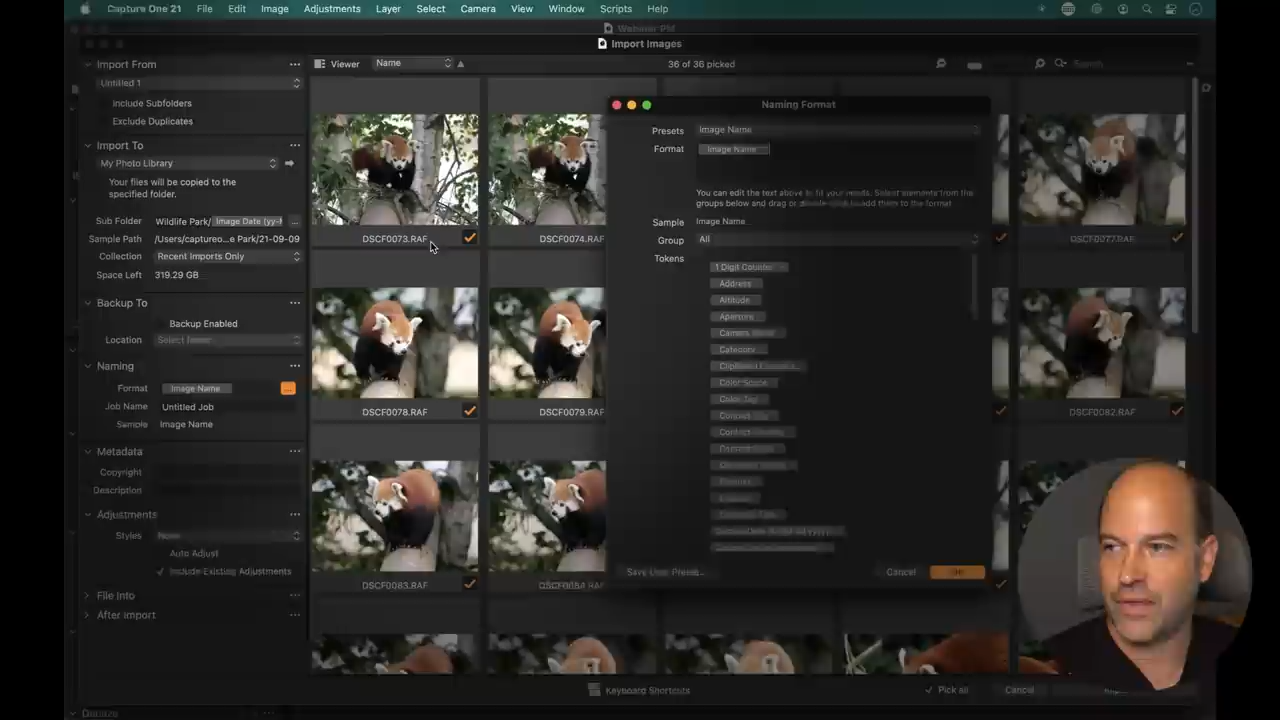 Capture One 21 File Edit Image Adjustments Layer Select Camera View Window Scripts Help
Import Images
Import From
Untitled 1
Include Subfolders
Exclude Duplicates
Import To
My Photo Library
Your files will be copied to the
specified folder.
Sub Folder Wildlife Park/ Image Date (yy-
Sample Path /Users/captureo...e Park/21-09-09
Collection Recent Imports Only
Space Left 319.29 GB
Backup To
Backup Enabled
Location
Naming
Format Image Name ...
Job Name Untitled Job
Sample Image Name
Metadata
Copyright
Description
Adjustments
Styles None
Auto Adjust
Include Existing Adjustments
File Info
After Import
Viewer Name 36 of 36 picked Search
DSCF0073.RAF DSCF0074.RAF DSCF0077.RAF
DSCF0078.RAF DSCF0079.RAF DSCF0082.RAF
DSCF0083.RAF DSCF0084.RAF
Naming Format
Presets Image Name
Format Image Name
You can edit the text above to fit your needs. Select elements from the
groups below and drag or double-click to add them to the format.
Sample Image Name
Group All
Tokens
1 Digit Counter
Address
Altitude
Aperture
Camera
Category
Color Space
Color Tag
Cancel
Keyboard Shortcuts Pick all Cancel